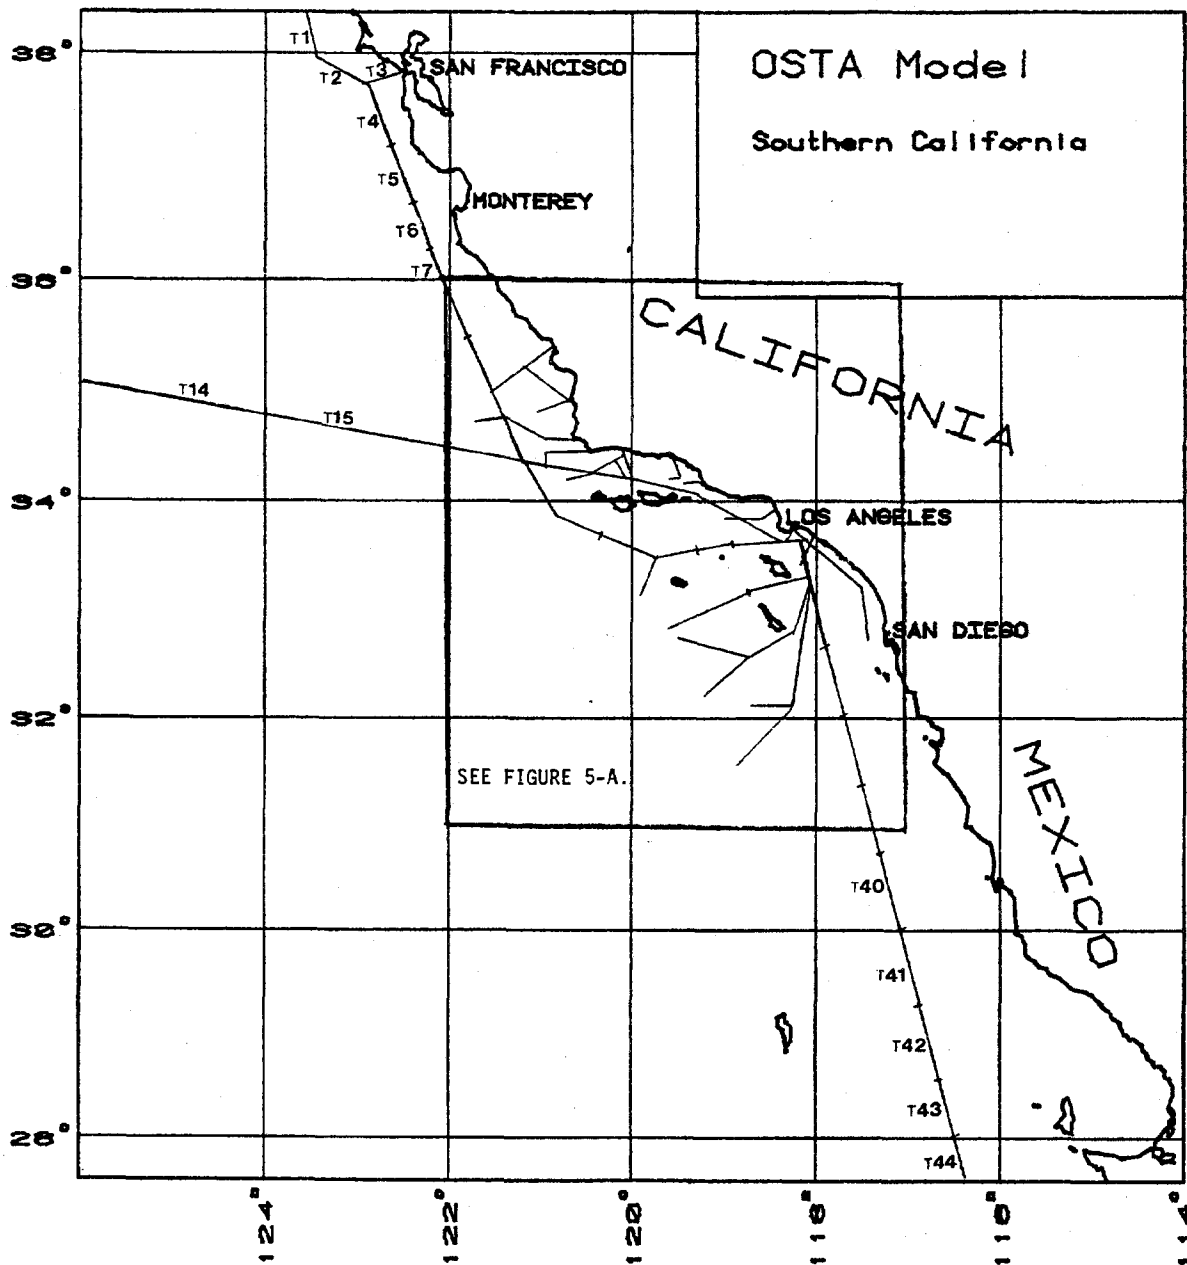 OSTA Model
Southern California
38°
T1
T2
T3
SAN FRANCISCO
T4
T5
MONTEREY
T6
T7
36°
CALIFORNIA
T14
T15
34°
LOS ANGELES
SAN DIEGO
32°
MEXICO
SEE FIGURE 5-A.
T40
30°
T41
T42
T43
28°
T44
124°
122°
120°
118°
116°
114°